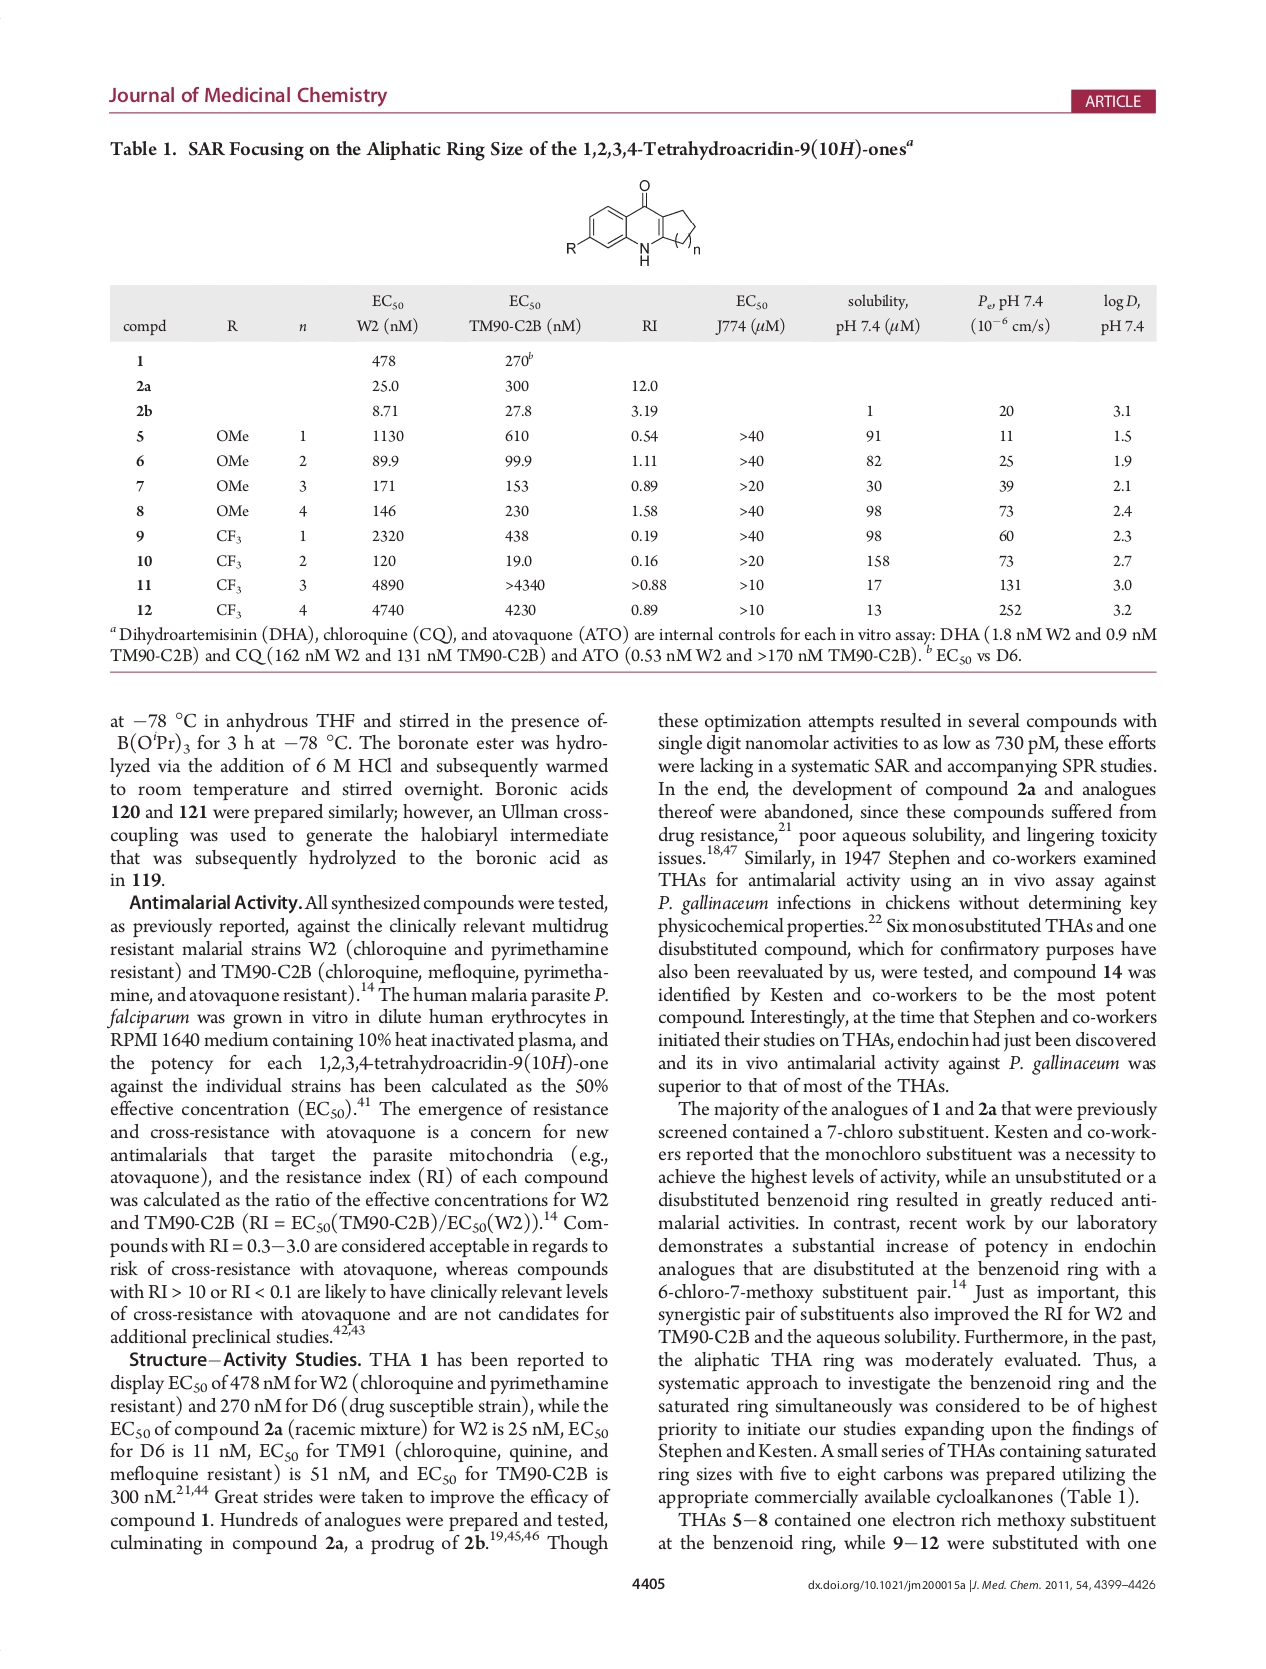 Journal of Medicinal Chemistry
ARTICLE
Table 1. SAR Focusing on the Aliphatic Ring Size of the 1,2,3,4-Tetrahydroacridin-9(10H)-onesᵃ
O
R
N
H
( )n
compd R n EC₅₀ W2 (nM) EC₅₀ TM90-C2B (nM) RI EC₅₀ J774 (μM) solubility, pH 7.4 (μM) Pₑ, pH 7.4 (10⁻⁶ cm/s) log D, pH 7.4
1 478 270ᵇ
2a 25.0 300 12.0
2b 8.71 27.8 3.19 1 20 3.1
5 OMe 1 1130 610 0.54 >40 91 11 1.5
6 OMe 2 89.9 99.9 1.11 >40 82 25 1.9
7 OMe 3 171 153 0.89 >20 30 39 2.1
8 OMe 4 146 230 1.58 >40 98 73 2.4
9 CF₃ 1 2320 438 0.19 >40 98 60 2.3
10 CF₃ 2 120 19.0 0.16 >20 158 73 2.7
11 CF₃ 3 4890 >4340 >0.88 >10 17 131 3.0
12 CF₃ 4 4740 4230 0.89 >10 13 252 3.2
ᵃ Dihydroartemisinin (DHA), chloroquine (CQ), and atovaquone (ATO) are internal controls for each in vitro assay: DHA (1.8 nM W2 and 0.9 nM
TM90-C2B) and CQ (162 nM W2 and 131 nM TM90-C2B) and ATO (0.53 nM W2 and >170 nM TM90-C2B). ᵇ EC₅₀ vs D6.
at −78 °C in anhydrous THF and stirred in the presence of-
B(OⁱPr)₃ for 3 h at −78 °C. The boronate ester was hydro-
lyzed via the addition of 6 M HCl and subsequently warmed
to room temperature and stirred overnight. Boronic acids
120 and 121 were prepared similarly; however, an Ullman cross-
coupling was used to generate the halobiaryl intermediate
that was subsequently hydrolyzed to the boronic acid as
in 119.
Antimalarial Activity. All synthesized compounds were tested,
as previously reported, against the clinically relevant multidrug
resistant malarial strains W2 (chloroquine and pyrimethamine
resistant) and TM90-C2B (chloroquine, mefloquine, pyrimetha-
mine, and atovaquone resistant).¹⁴ The human malaria parasite P.
falciparum was grown in vitro in dilute human erythrocytes in
RPMI 1640 medium containing 10% heat inactivated plasma, and
the potency for each 1,2,3,4-tetrahydroacridin-9(10H)-one
against the individual strains has been calculated as the 50%
effective concentration (EC₅₀).⁴¹ The emergence of resistance
and cross-resistance with atovaquone is a concern for new
antimalarials that target the parasite mitochondria (e.g.,
atovaquone), and the resistance index (RI) of each compound
was calculated as the ratio of the effective concentrations for W2
and TM90-C2B (RI = EC₅₀(TM90-C2B)/EC₅₀(W2)).¹⁴ Com-
pounds with RI = 0.3−3.0 are considered acceptable in regards to
risk of cross-resistance with atovaquone, whereas compounds
with RI > 10 or RI < 0.1 are likely to have clinically relevant levels
of cross-resistance with atovaquone and are not candidates for
additional preclinical studies.⁴²,⁴³
Structure−Activity Studies. THA 1 has been reported to
display EC₅₀ of 478 nM for W2 (chloroquine and pyrimethamine
resistant) and 270 nM for D6 (drug susceptible strain), while the
EC₅₀ of compound 2a (racemic mixture) for W2 is 25 nM, EC₅₀
for D6 is 11 nM, EC₅₀ for TM91 (chloroquine, quinine, and
mefloquine resistant) is 51 nM, and EC₅₀ for TM90-C2B is
300 nM.²¹,⁴⁴ Great strides were taken to improve the efficacy of
compound 1. Hundreds of analogues were prepared and tested,
culminating in compound 2a, a prodrug of 2b.¹⁹,⁴⁵,⁴⁶ Though
these optimization attempts resulted in several compounds with
single digit nanomolar activities to as low as 730 pM, these efforts
were lacking in a systematic SAR and accompanying SPR studies.
In the end, the development of compound 2a and analogues
thereof were abandoned, since these compounds suffered from
drug resistance,²¹ poor aqueous solubility, and lingering toxicity
issues.¹⁸,⁴⁷ Similarly, in 1947 Stephen and co-workers examined
THAs for antimalarial activity using an in vivo assay against
P. gallinaceum infections in chickens without determining key
physicochemical properties.²² Six monosubstituted THAs and one
disubstituted compound, which for confirmatory purposes have
also been reevaluated by us, were tested, and compound 14 was
identified by Kesten and co-workers to be the most potent
compound. Interestingly, at the time that Stephen and co-workers
initiated their studies on THAs, endochin had just been discovered
and its in vivo antimalarial activity against P. gallinaceum was
superior to that of most of the THAs.
The majority of the analogues of 1 and 2a that were previously
screened contained a 7-chloro substituent. Kesten and co-work-
ers reported that the monochloro substituent was a necessity to
achieve the highest levels of activity, while an unsubstituted or a
disubstituted benzenoid ring resulted in greatly reduced anti-
malarial activities. In contrast, recent work by our laboratory
demonstrates a substantial increase of potency in endochin
analogues that are disubstituted at the benzenoid ring with a
6-chloro-7-methoxy substituent pair.¹⁴ Just as important, this
synergistic pair of substituents also improved the RI for W2 and
TM90-C2B and the aqueous solubility. Furthermore, in the past,
the aliphatic THA ring was moderately evaluated. Thus, a
systematic approach to investigate the benzenoid ring and the
saturated ring simultaneously was considered to be of highest
priority to initiate our studies expanding upon the findings of
Stephen and Kesten. A small series of THAs containing saturated
ring sizes with five to eight carbons was prepared utilizing the
appropriate commercially available cycloalkanones (Table 1).
THAs 5−8 contained one electron rich methoxy substituent
at the benzenoid ring, while 9−12 were substituted with one
4405
dx.doi.org/10.1021/jm200015a |J. Med. Chem. 2011, 54, 4399–4426